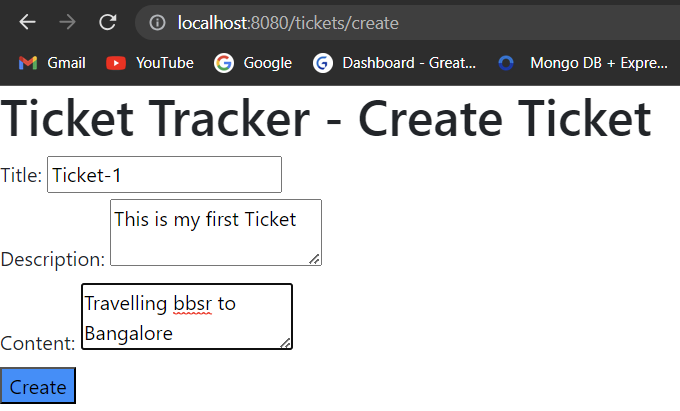 localhost:8080/tickets/create
Gmail YouTube Google Dashboard - Great... Mongo DB + Expre...
Ticket Tracker - Create Ticket
Title: Ticket-1
This is my first Ticket
Description:
Travelling bbsr to
Bangalore
Content:
Create